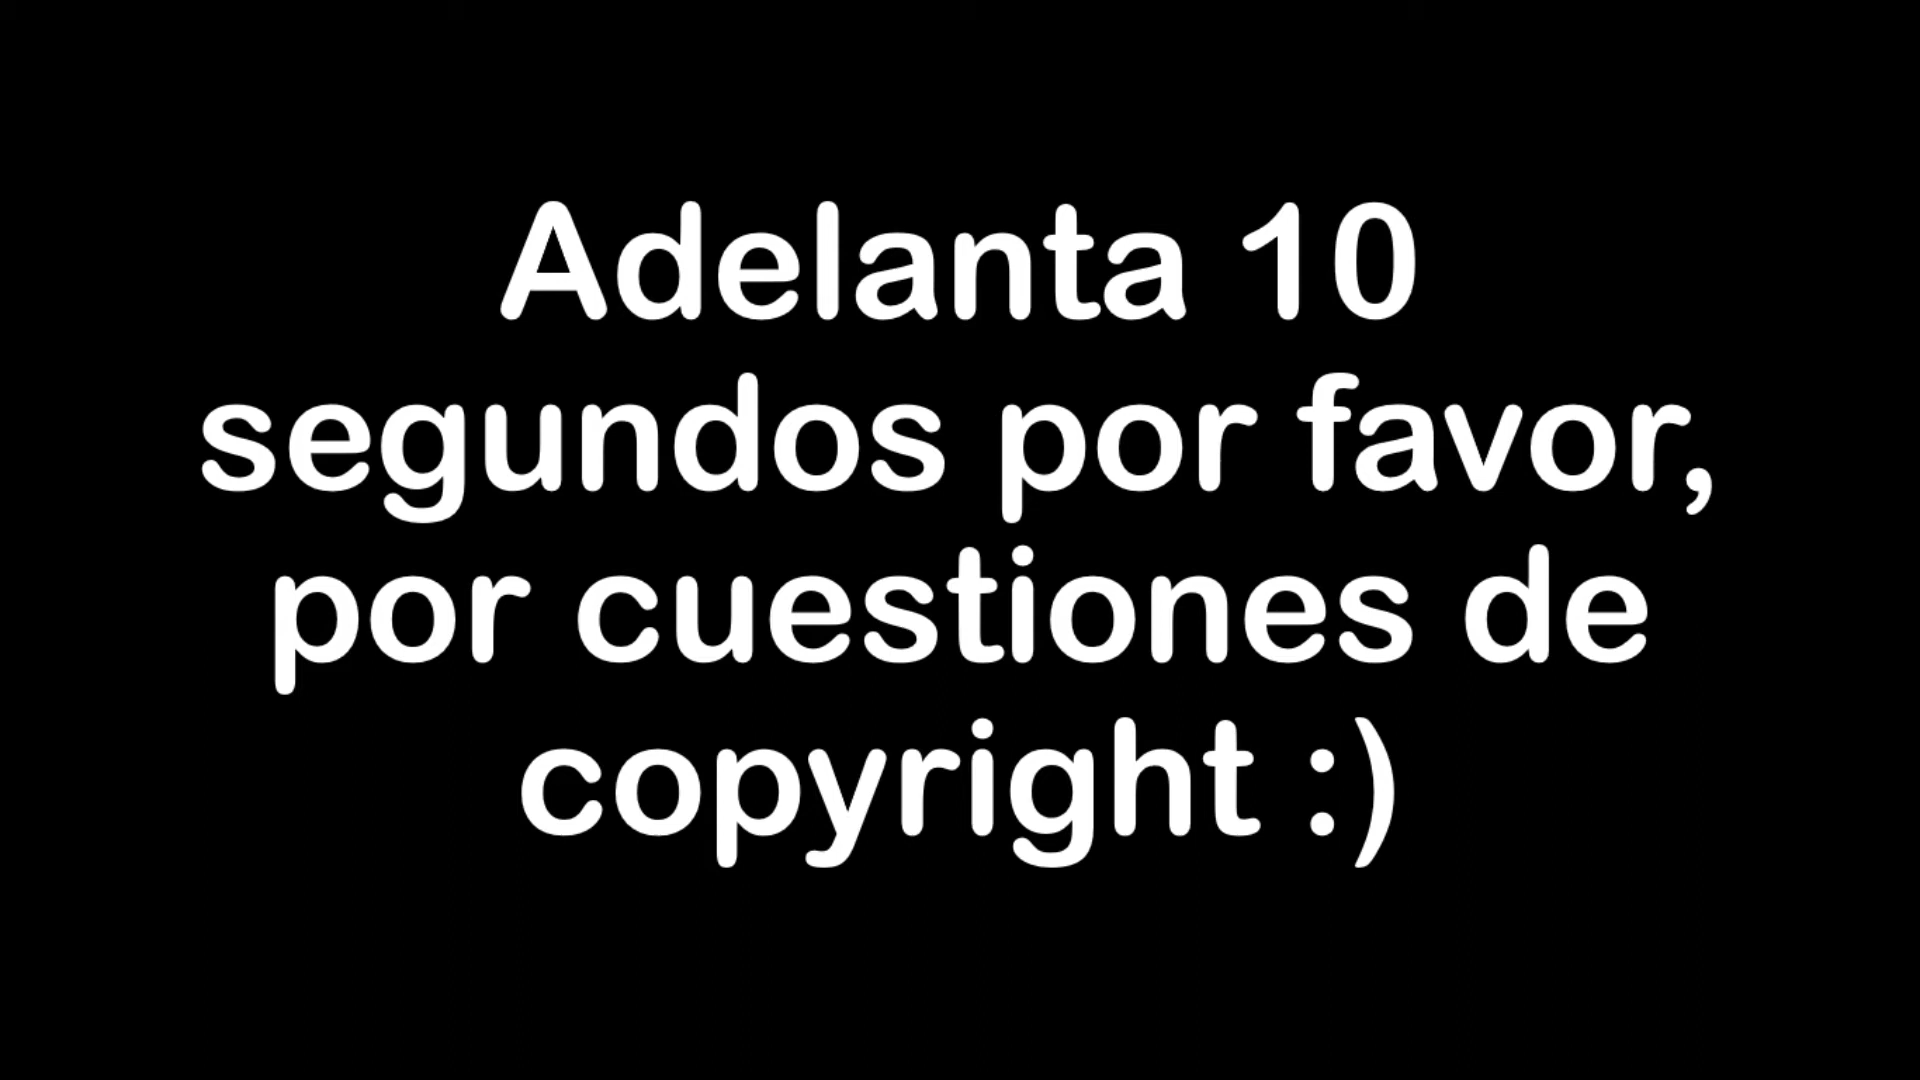 Adelanta 10
segundos por favor,
por cuestiones de
copyright :)